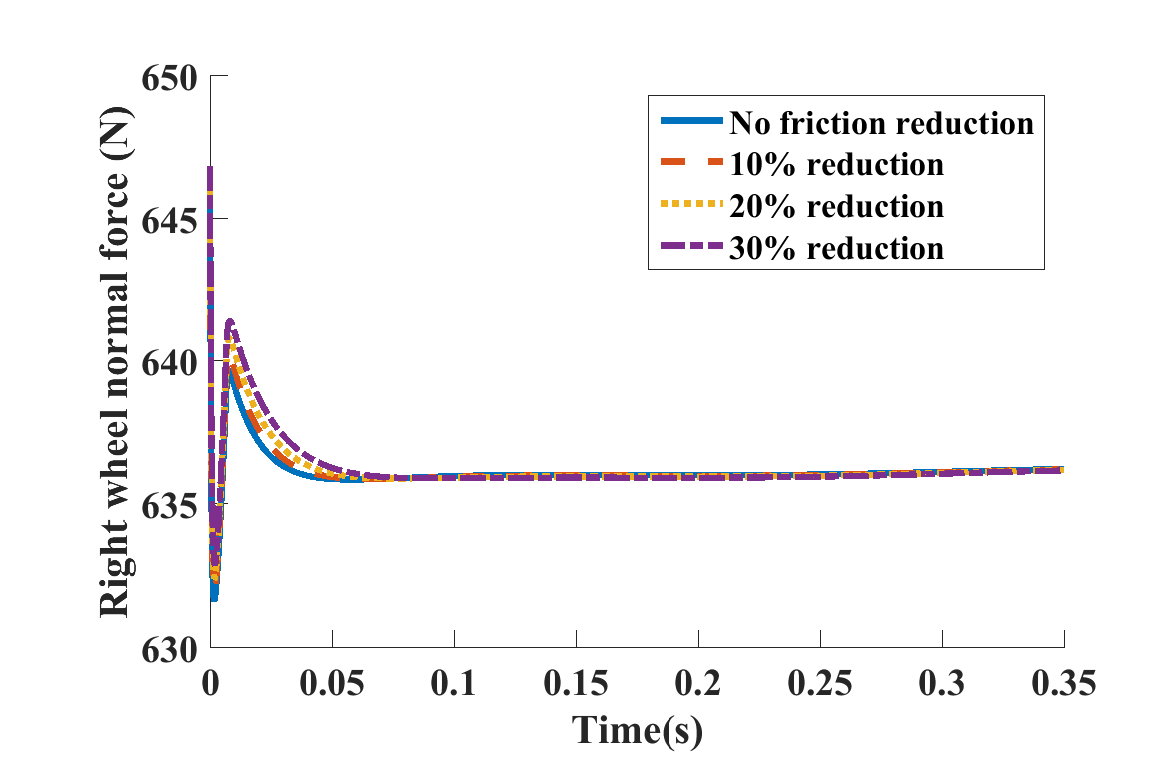 650
645
640
635
630
Right wheel normal force (N)
No friction reduction
10% reduction
20% reduction
30% reduction
0 0.05 0.1 0.15 0.2 0.25 0.3 0.35
Time(s)